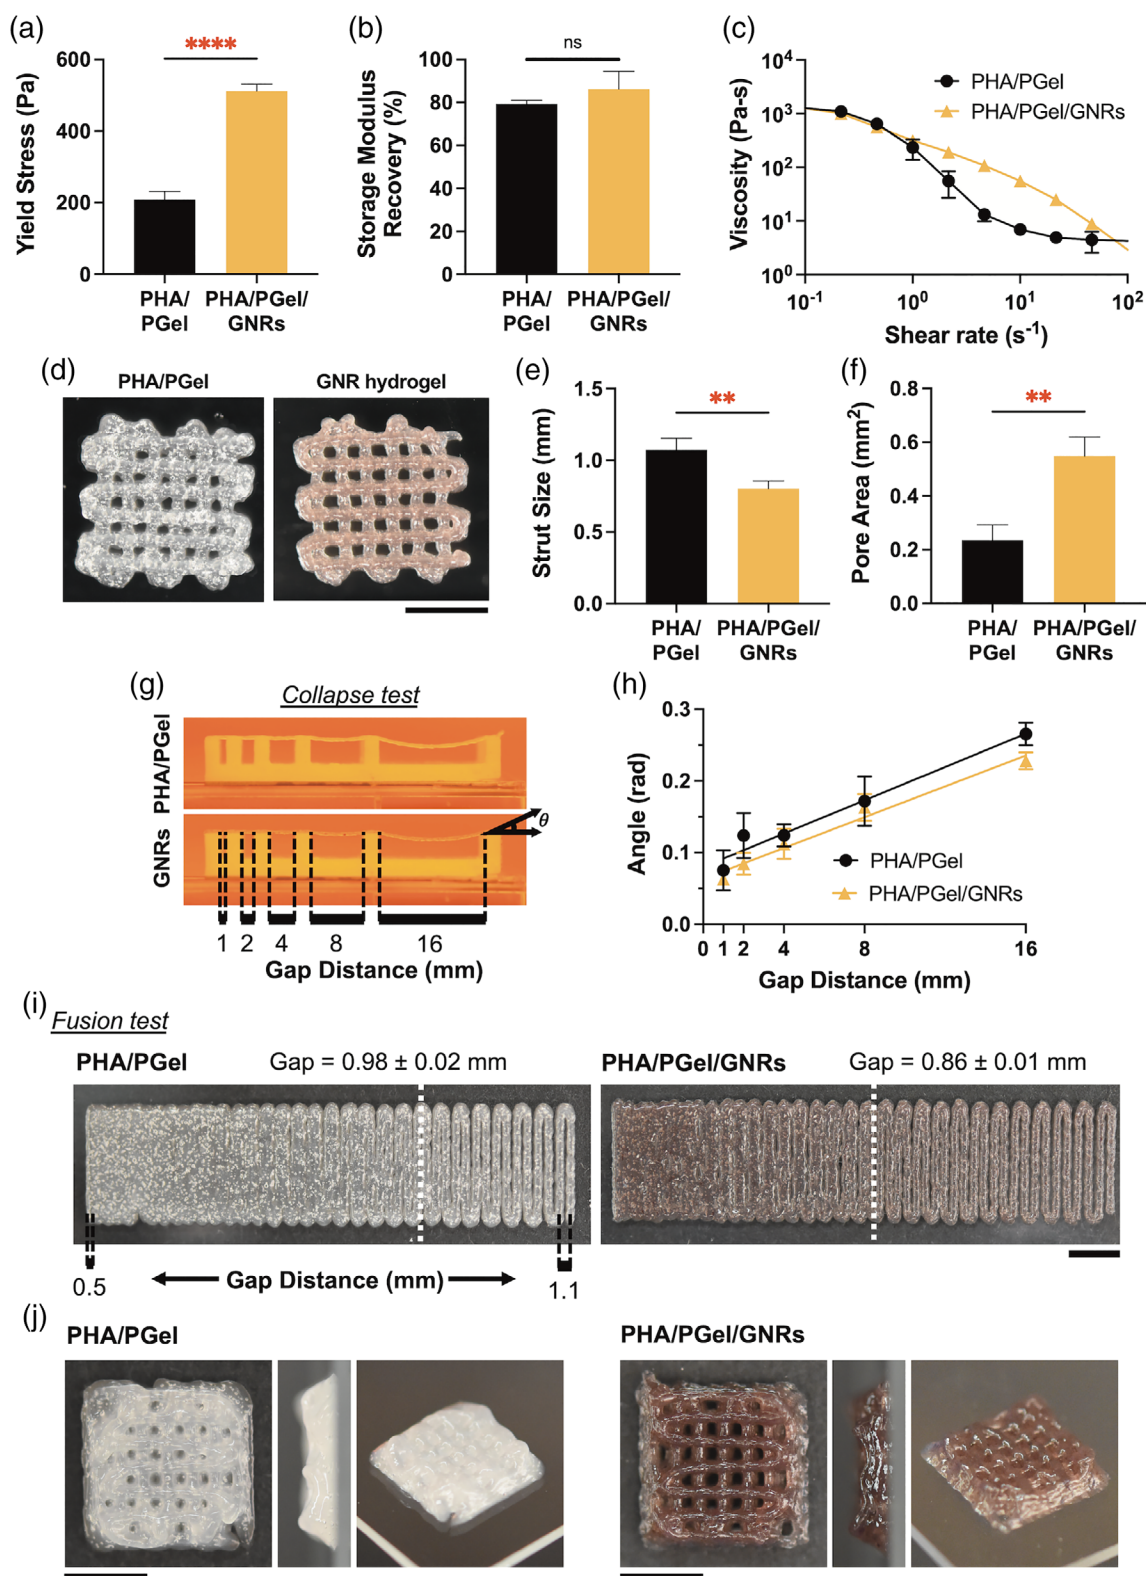 (a)
Yield Stress (Pa)
600
400
200
0
****
PHA/
PGel
PHA/PGel/
GNRs
(b)
Storage Modulus
Recovery (%)
100
80
60
40
20
0
ns
PHA/
PGel
PHA/PGel/
GNRs
(c)
Viscosity (Pa-s)
10⁴
10³
10²
10¹
10⁰
PHA/PGel
PHA/PGel/GNRs
10⁻¹ 10⁰ 10¹ 10²
Shear rate (s⁻¹)
(d)
PHA/PGel
GNR hydrogel
(e)
Strut Size (mm)
1.5
1.0
0.5
0.0
**
PHA/
PGel
PHA/PGel/
GNRs
(f)
Pore Area (mm²)
0.8
0.6
0.4
0.2
0.0
**
PHA/
PGel
PHA/PGel/
GNRs
(g)
Collapse test
PHA/PGel
GNRs
θ
1 2 4 8 16
Gap Distance (mm)
(h)
Angle (rad)
0.3
0.2
0.1
0.0
PHA/PGel
PHA/PGel/GNRs
0 1 2 4 8 16
Gap Distance (mm)
(i)
Fusion test
PHA/PGel
Gap = 0.98 ± 0.02 mm
PHA/PGel/GNRs
Gap = 0.86 ± 0.01 mm
0.5
Gap Distance (mm)
1.1
(j)
PHA/PGel
PHA/PGel/GNRs